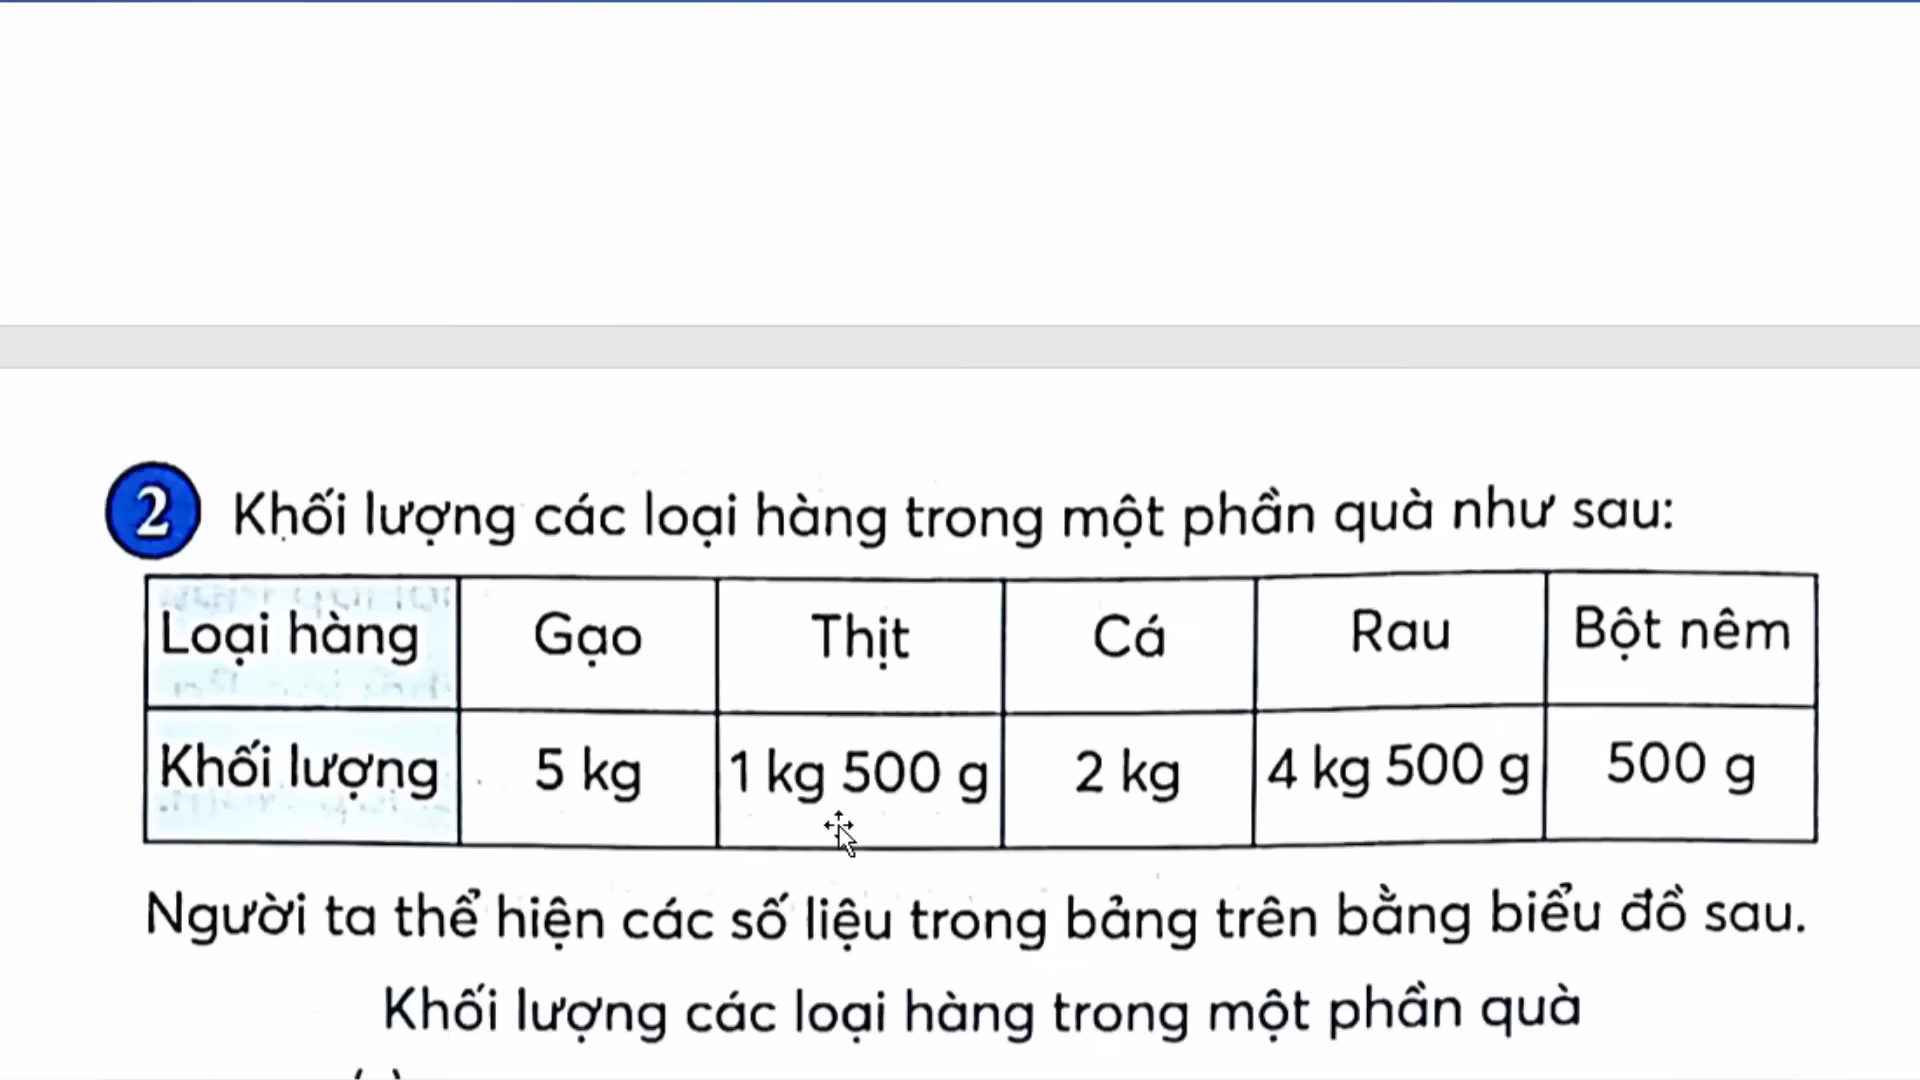 2 Khối lượng các loại hàng trong một phần quà như sau:
Loại hàng Gạo Thịt Cá Rau Bột nêm
Khối lượng 5 kg 1 kg 500 g 2 kg 4 kg 500 g 500 g
Người ta thể hiện các số liệu trong bảng trên bằng biểu đồ sau.
Khối lượng các loại hàng trong một phần quà